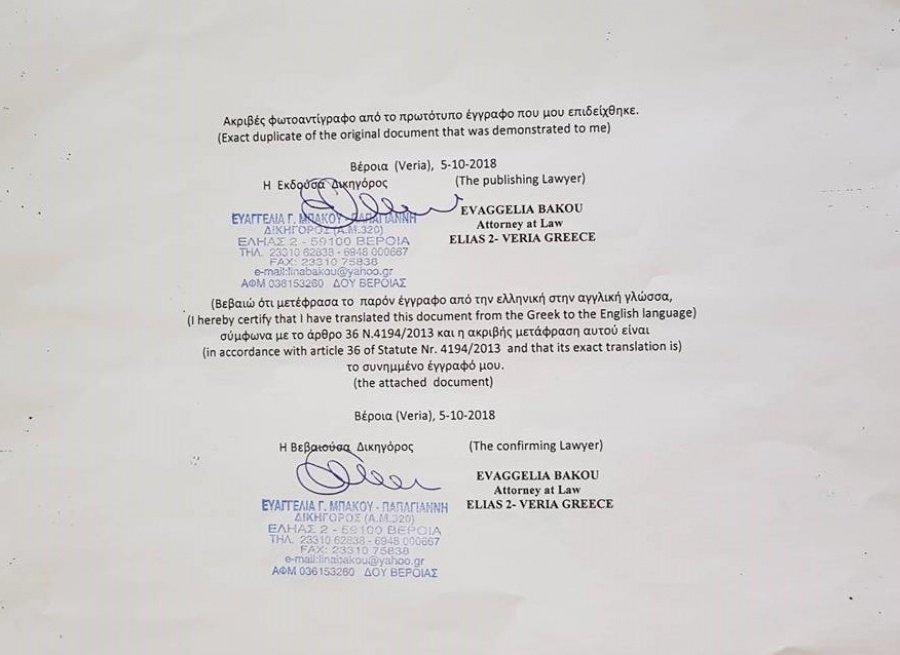 Ακριβές φωτοαντίγραφο από το πρωτότυπο έγγραφο που μου επιδείχθηκε.
(Exact duplicate of the original document that was demonstrated to me)
Βέροια (Veria), 5-10-2018
Η Εκδούσα Δικηγόρος (The publishing Lawyer)
ΕΥΑΓΓΕΛΙΑ Γ. ΜΠΑΚΟΥ - ΠΑΠΑΓΙΑΝΝΗ
ΔΙΚΗΓΟΡΟΣ (Α.Μ.320)
ΕΛΗΑΣ 2 - 59100 ΒΕΡΟΙΑ
ΤΗΛ. 23310 62838 - 6948 000667
FAX: 23310 75838
e-mail:linabakou@yahoo.gr
ΑΦΜ 036153260 ΔΟΥ ΒΕΡΟΙΑΣ
EVAGGELIA BAKOU
Attorney at Law
ELIAS 2- VERIA GREECE
(Βεβαιώ ότι μετέφρασα το παρόν έγγραφο από την ελληνική στην αγγλική γλώσσα,
(I hereby certify that I have translated this document from the Greek to the English language)
σύμφωνα με το άρθρο 36 Ν.4194/2013 και η ακριβής μετάφραση αυτού είναι
(in accordance with article 36 of Statute Nr. 4194/2013 and that its exact translation is)
το συνημμένο έγγραφό μου.
(the attached document)
Βέροια (Veria), 5-10-2018
Η Βεβαιούσα Δικηγόρος (The confirming Lawyer)
ΕΥΑΓΓΕΛΙΑ Γ. ΜΠΑΚΟΥ - ΠΑΠΑΓΙΑΝΝΗ
ΔΙΚΗΓΟΡΟΣ (Α.Μ.320)
ΕΛΗΑΣ 2 - 59100 ΒΕΡΟΙΑ
ΤΗΛ. 23310 62838 - 6948 000667
FAX: 23310 75838
e-mail:linabakou@yahoo.gr
ΑΦΜ 036153260 ΔΟΥ ΒΕΡΟΙΑΣ
EVAGGELIA BAKOU
Attorney at Law
ELIAS 2- VERIA GREECE